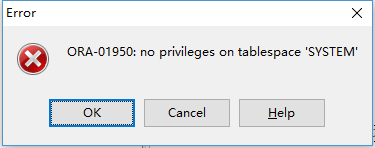 Error
ORA-01950: no privileges on tablespace 'SYSTEM'
OK
Cancel
Help